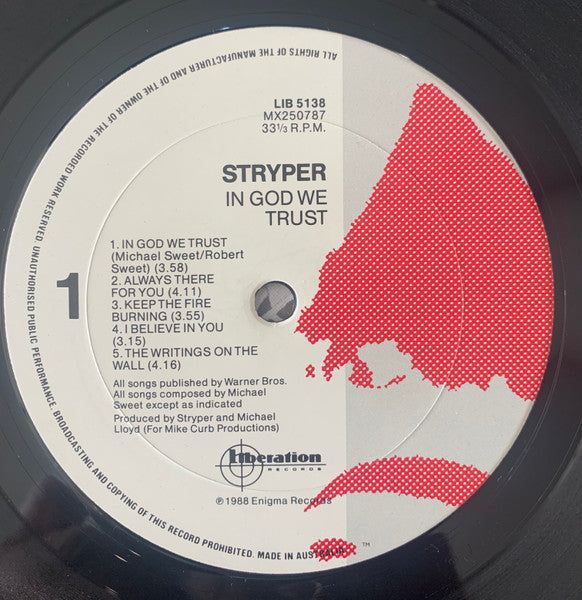 LIB 5138
MX250787
33⅓ R.P.M.
STRYPER
IN GOD WE
TRUST
1
1. IN GOD WE TRUST
(Michael Sweet/Robert
Sweet) (3.58)
2. ALWAYS THERE
FOR YOU (4.11)
3. KEEP THE FIRE
BURNING (3.55)
4. I BELIEVE IN YOU
(3.15)
5. THE WRITINGS ON THE
WALL (4.16)
All songs published by Warner Bros.
All songs composed by Michael
Sweet except as indicated
Produced by Stryper and Michael
Lloyd (For Mike Curb Productions)
Liberation
RECORDS
℗ 1988 Enigma Records
ALL RIGHTS OF THE MANUFACTURER AND OF THE OWNER OF THE RECORDED WORK RESERVED. UNAUTHORISED PUBLIC PERFORMANCE, BROADCASTING AND COPYING OF THIS RECORD PROHIBITED. MADE IN AUSTRALIA
TM